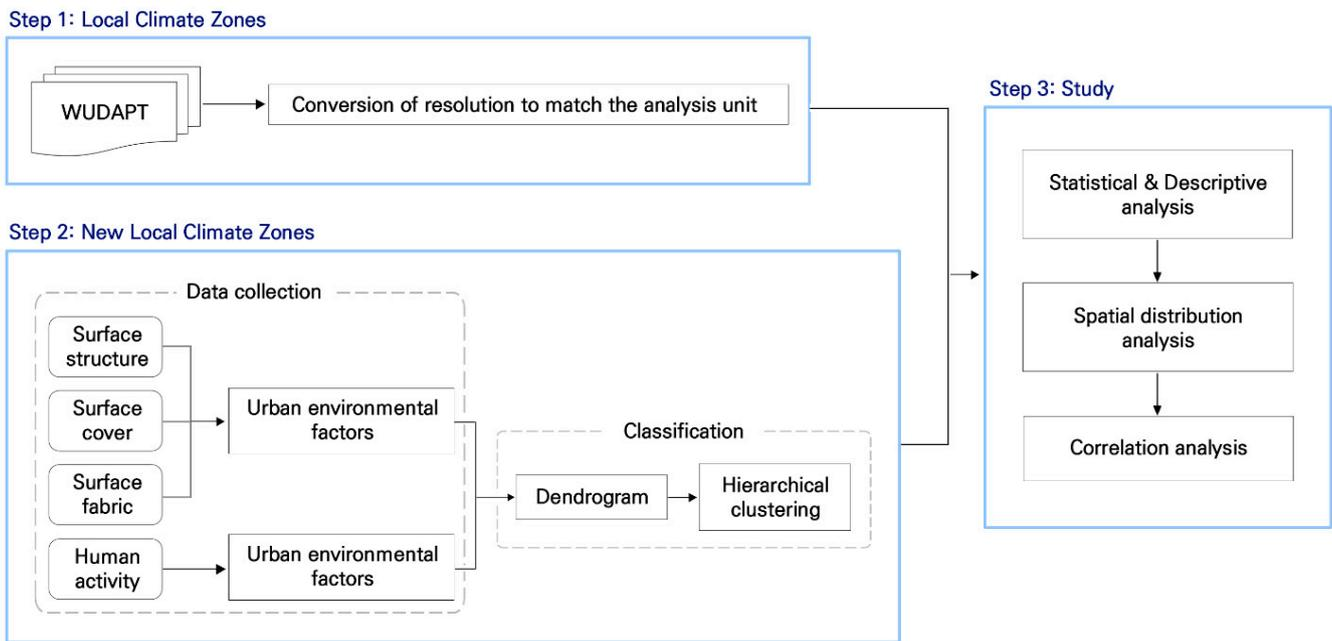 Step 1: Local Climate Zones
WUDAPT
Conversion of resolution to match the analysis unit
Step 2: New Local Climate Zones
Data collection
Surface
structure
Surface
cover
Surface
fabric
Human
activity
Urban environmental
factors
Urban environmental
factors
Classification
Dendrogram
Hierarchical
clustering
Step 3: Study
Statistical & Descriptive
analysis
Spatial distribution
analysis
Correlation analysis